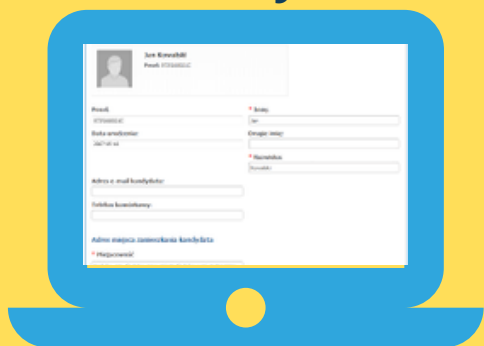 Jan Kowalski
Pesel:
Pesel:
* Imię:
Jan
Data urodzenia:
Drugie imię:
* Nazwisko:
Kowalski
Adres e-mail kandydata:
Telefon komórkowy:
Adres miejsca zamieszkania kandydata
* Miejscowość